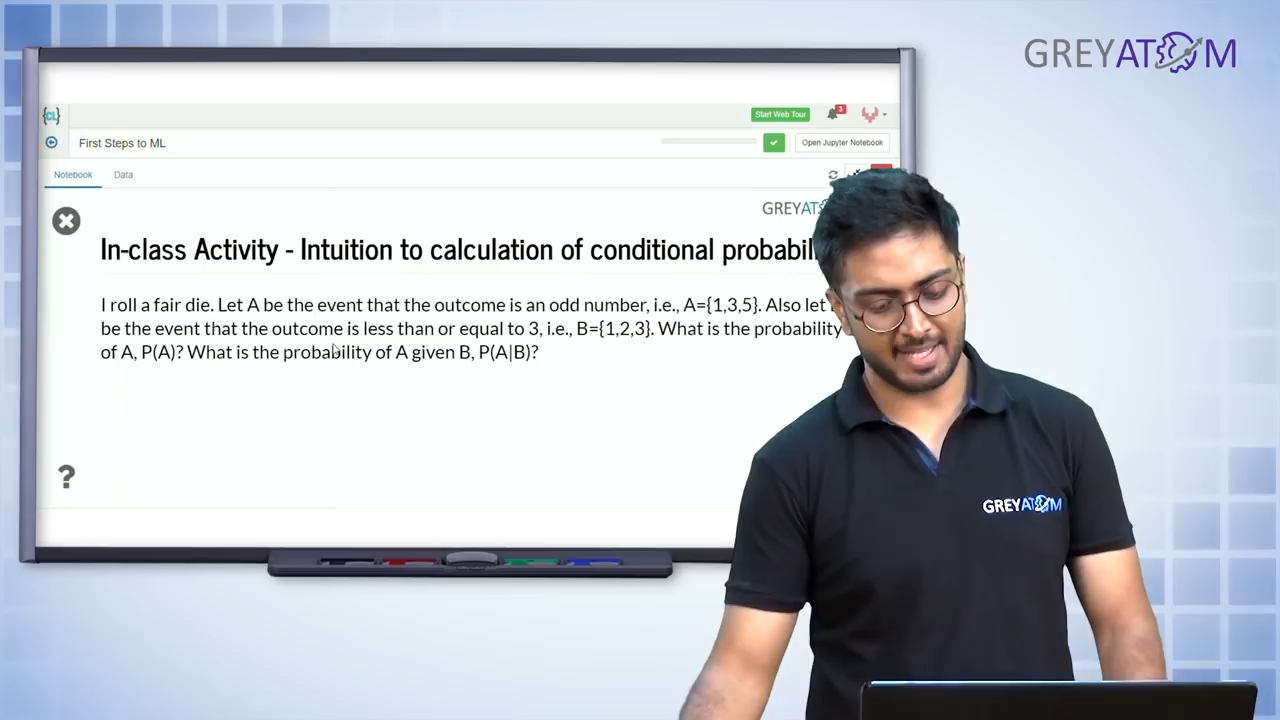 GREYATOM
{CL}
Start Web Tour
3
First Steps to ML
Open Jupyter Notebook
Notebook Data
GREYAT
In-class Activity - Intuition to calculation of conditional probabil
I roll a fair die. Let A be the event that the outcome is an odd number, i.e., A={1,3,5}. Also let
be the event that the outcome is less than or equal to 3, i.e., B={1,2,3}. What is the probability
of A, P(A)? What is the probability of A given B, P(A|B)?
?
GREYATOM